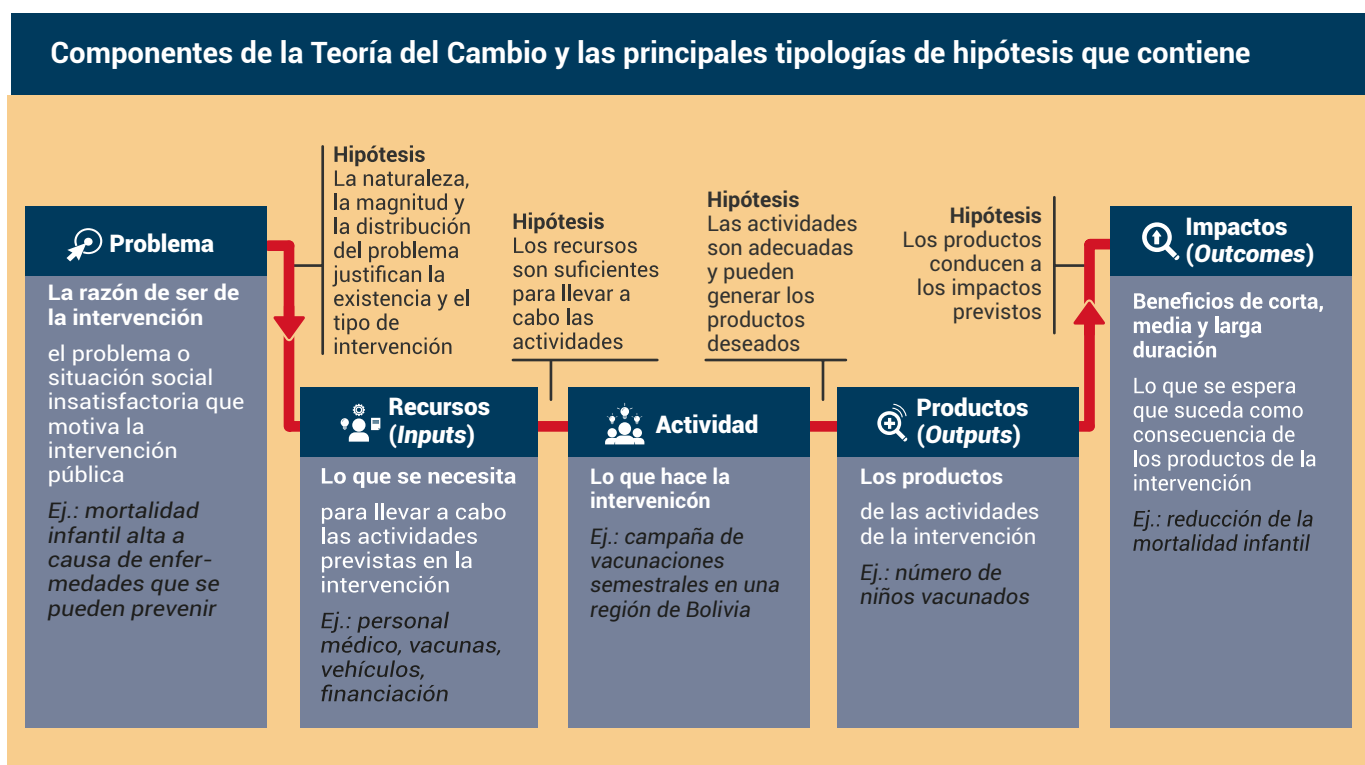 Componentes de la Teoría del Cambio y las principales tipologías de hipótesis que contiene
Problema
La razón de ser de
la intervención
el problema o
situación social
insatisfactoria que
motiva la
intervención
pública
Ej.: mortalidad
infantil alta a
causa de enfer-
medades que se
pueden prevenir
Hipótesis
La naturaleza,
la magnitud y
la distribución
del problema
justifican la
existencia y el
tipo de
intervención
Recursos
(Inputs)
Lo que se necesita
para llevar a cabo
las actividades
previstas en la
intervención
Ej.: personal
médico, vacunas,
vehículos,
financiación
Hipótesis
Los recursos
son suficientes
para llevar a
cabo las
actividades
Actividad
Lo que hace la
intervenicón
Ej.: campaña de
vacunaciones
semestrales en una
región de Bolivia
Hipótesis
Las actividades
son adecuadas
y pueden
generar los
productos
deseados
Productos
(Outputs)
Los productos
de las actividades
de la intervención
Ej.: número de
niños vacunados
Hipótesis
Los productos
conducen a
los impactos
previstos
Impactos
(Outcomes)
Beneficios de corta,
media y larga
duración
Lo que se espera
que suceda como
consecuencia de
los productos de la
intervención
Ej.: reducción de la
mortalidad infantil